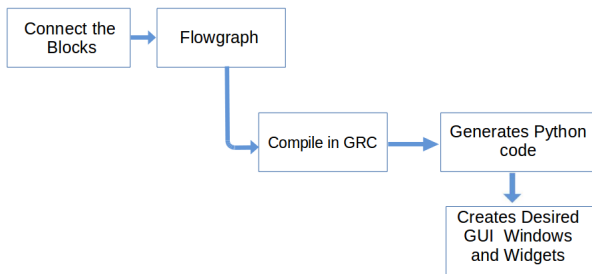 Connect the
Blocks
Flowgraph
Compile in GRC
Generates Python
code
Creates Desired
GUI Windows
and Widgets